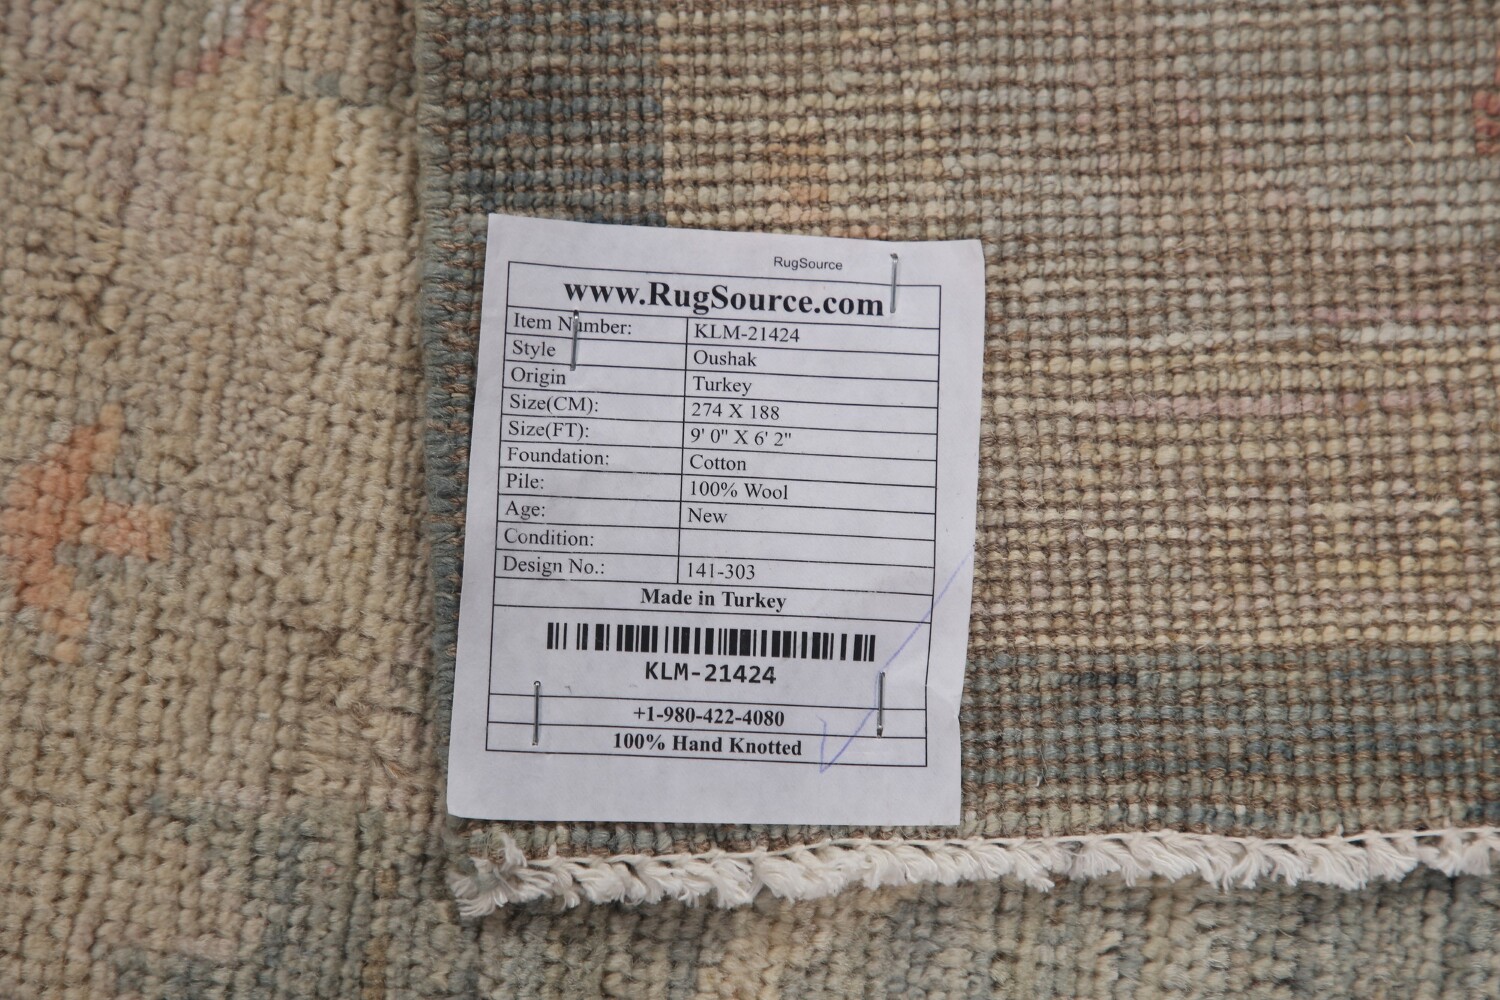 RugSource
www.RugSource.com
Item Number: KLM-21424
Style Oushak
Origin Turkey
Size(CM): 274 X 188
Size(FT): 9' 0" X 6' 2"
Foundation: Cotton
Pile: 100% Wool
Age: New
Condition:
Design No.: 141-303
Made in Turkey
KLM-21424
+1-980-422-4080
100% Hand Knotted